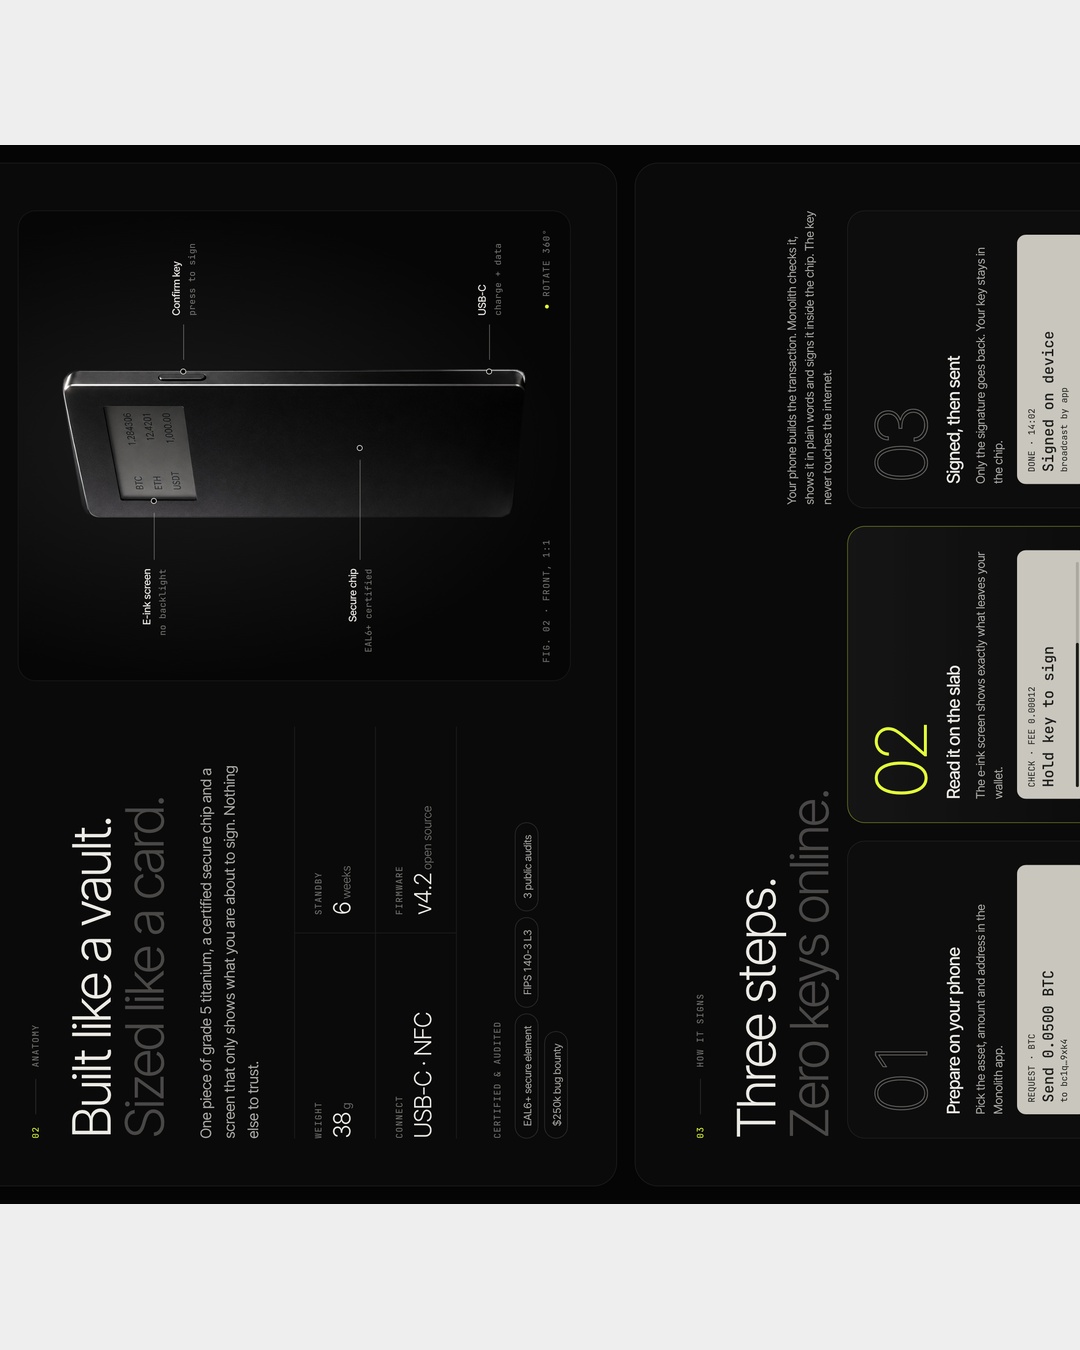 02 ANATOMY
Built like a vault.
Sized like a card.
One piece of grade 5 titanium, a certified secure chip and a
screen that only shows what you are about to sign. Nothing
else to trust.
WEIGHT
38 g
STANDBY
6 weeks
CONNECT
USB-C · NFC
FIRMWARE
v4.2 open source
CERTIFIED & AUDITED
EAL6+ secure element
FIPS 140-3 L3
3 public audits
$250k bug bounty
E-ink screen
no backlight
Secure chip
EAL6+ certified
BTC 1.284306
ETH 12.4201
USDT 1,000.00
Confirm key
press to sign
USB-C
charge + data
FIG. 02 · FRONT, 1:1
ROTATE 360°
03 HOW IT SIGNS
Three steps.
Zero keys online.
Your phone builds the transaction. Monolith checks it,
shows it in plain words and signs it inside the chip. The key
never touches the internet.
01
Prepare on your phone
Pick the asset, amount and address in the
Monolith app.
REQUEST · BTC
Send 0.0500 BTC
to bc1q…9xk4
02
Read it on the slab
The e-ink screen shows exactly what leaves your
wallet.
CHECK · FEE 0.00012
Hold key to sign
03
Signed, then sent
Only the signature goes back. Your key stays in
the chip.
DONE · 14:02
Signed on device
broadcast by app